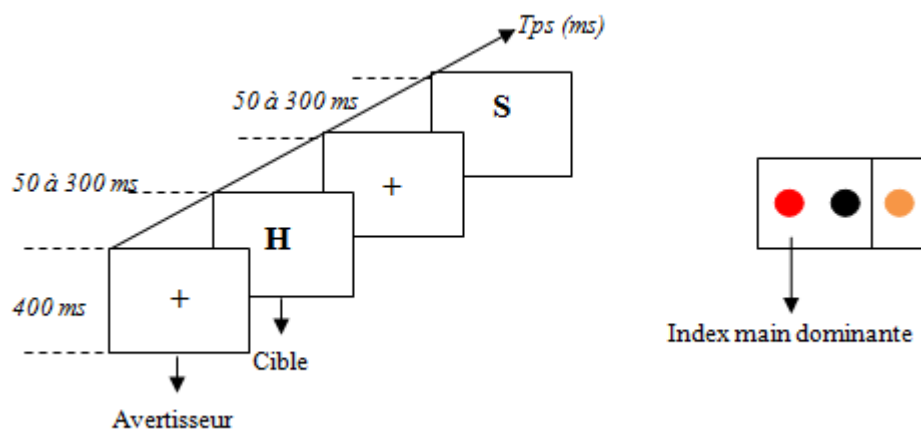 Tps (ms)
50 à 300 ms
S
50 à 300 ms
+
H
400 ms
+
Cible
Avertisseur
Index main dominante